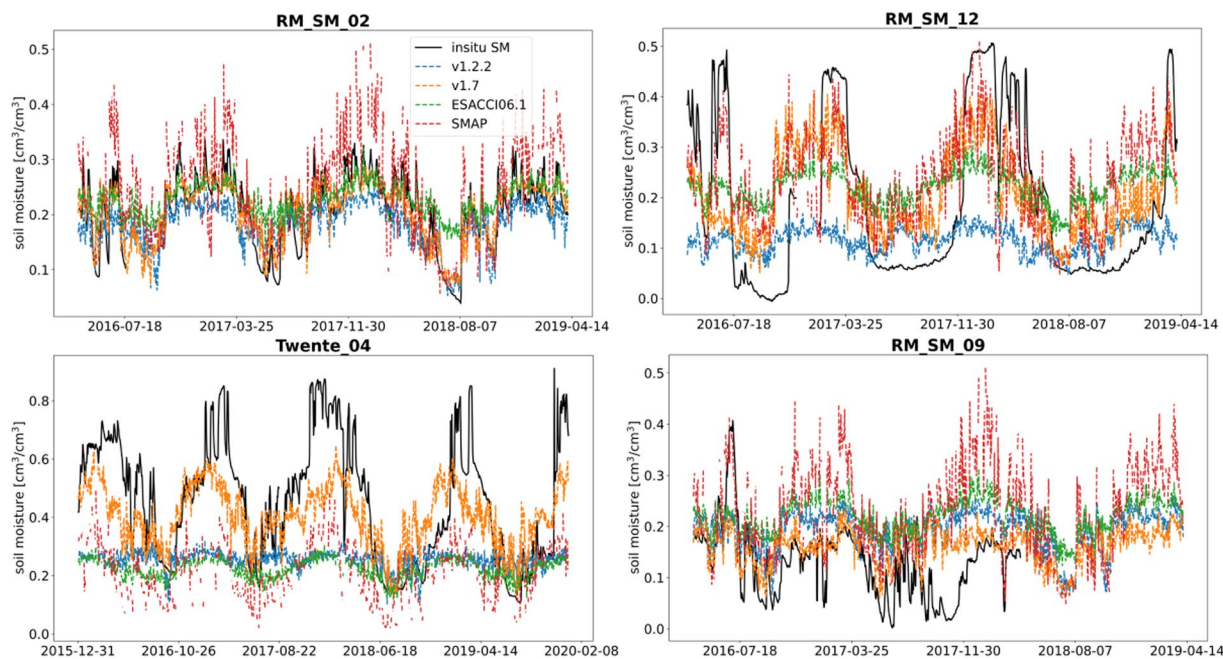 RM_SM_02
soil moisture [cm³/cm³]
0.5
0.4
0.3
0.2
0.1
insitu SM
v1.2.2
v1.7
ESACCI06.1
SMAP
2016-07-18 2017-03-25 2017-11-30 2018-08-07 2019-04-14
RM_SM_12
soil moisture [cm³/cm³]
0.5
0.4
0.3
0.2
0.1
0.0
2016-07-18 2017-03-25 2017-11-30 2018-08-07 2019-04-14
Twente_04
soil moisture [cm³/cm³]
0.8
0.6
0.4
0.2
0.0
2015-12-31 2016-10-26 2017-08-22 2018-06-18 2019-04-14 2020-02-08
RM_SM_09
soil moisture [cm³/cm³]
0.5
0.4
0.3
0.2
0.1
0.0
2016-07-18 2017-03-25 2017-11-30 2018-08-07 2019-04-14